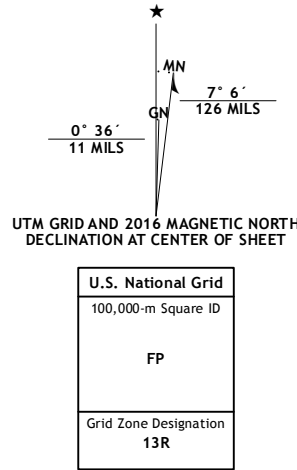 ★
MN
GN
7° 6´
126 MILS
0° 36´
11 MILS
UTM GRID AND 2016 MAGNETIC NORTH
DECLINATION AT CENTER OF SHEET
U.S. National Grid
100,000-m Square ID
FP
Grid Zone Designation
13R